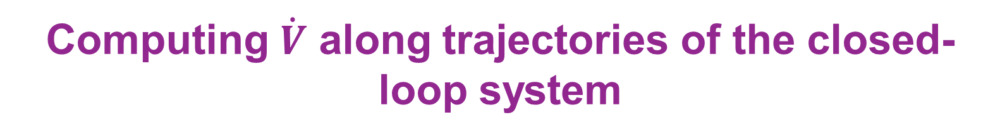 Computing V̇ along trajectories of the closed-
loop system